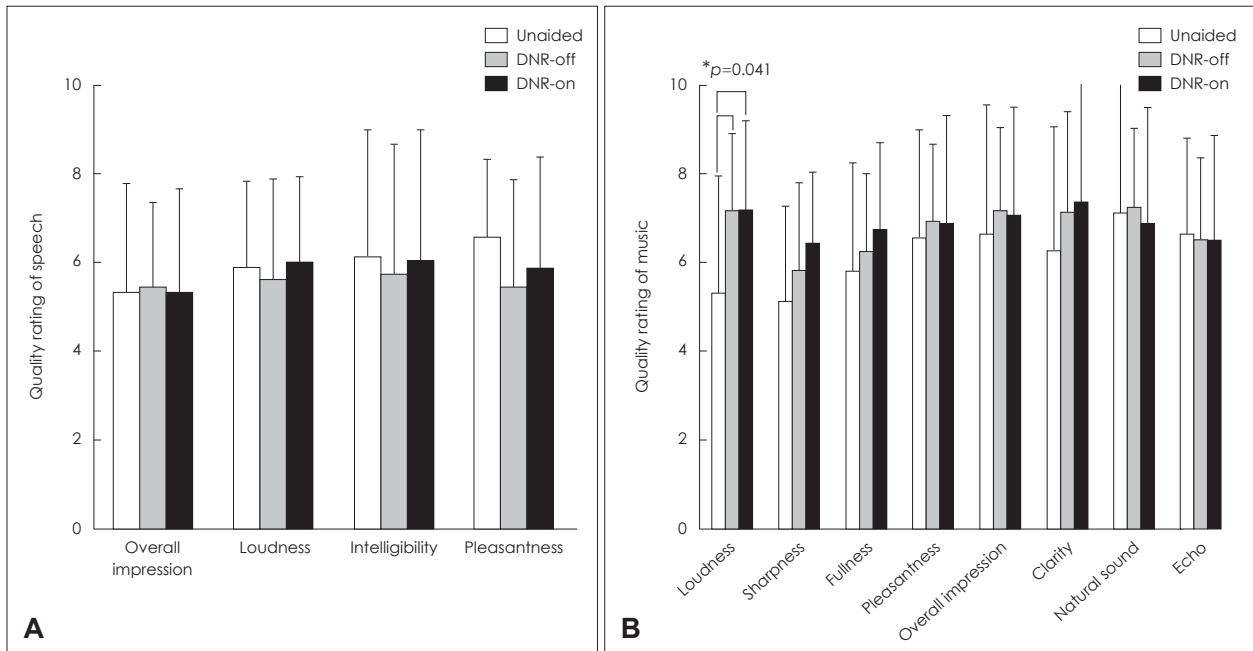 Unaided
DNR-off
DNR-on
10
8
6
4
2
0
Quality rating of speech
Overall
impression
Loudness
Intelligibility
Pleasantness
A
Unaided
DNR-off
DNR-on
*p=0.041
10
8
6
4
2
0
Quality rating of music
Loudness
Sharpness
Fullness
Pleasantness
Overall impression
Clarity
Natural sound
Echo
B